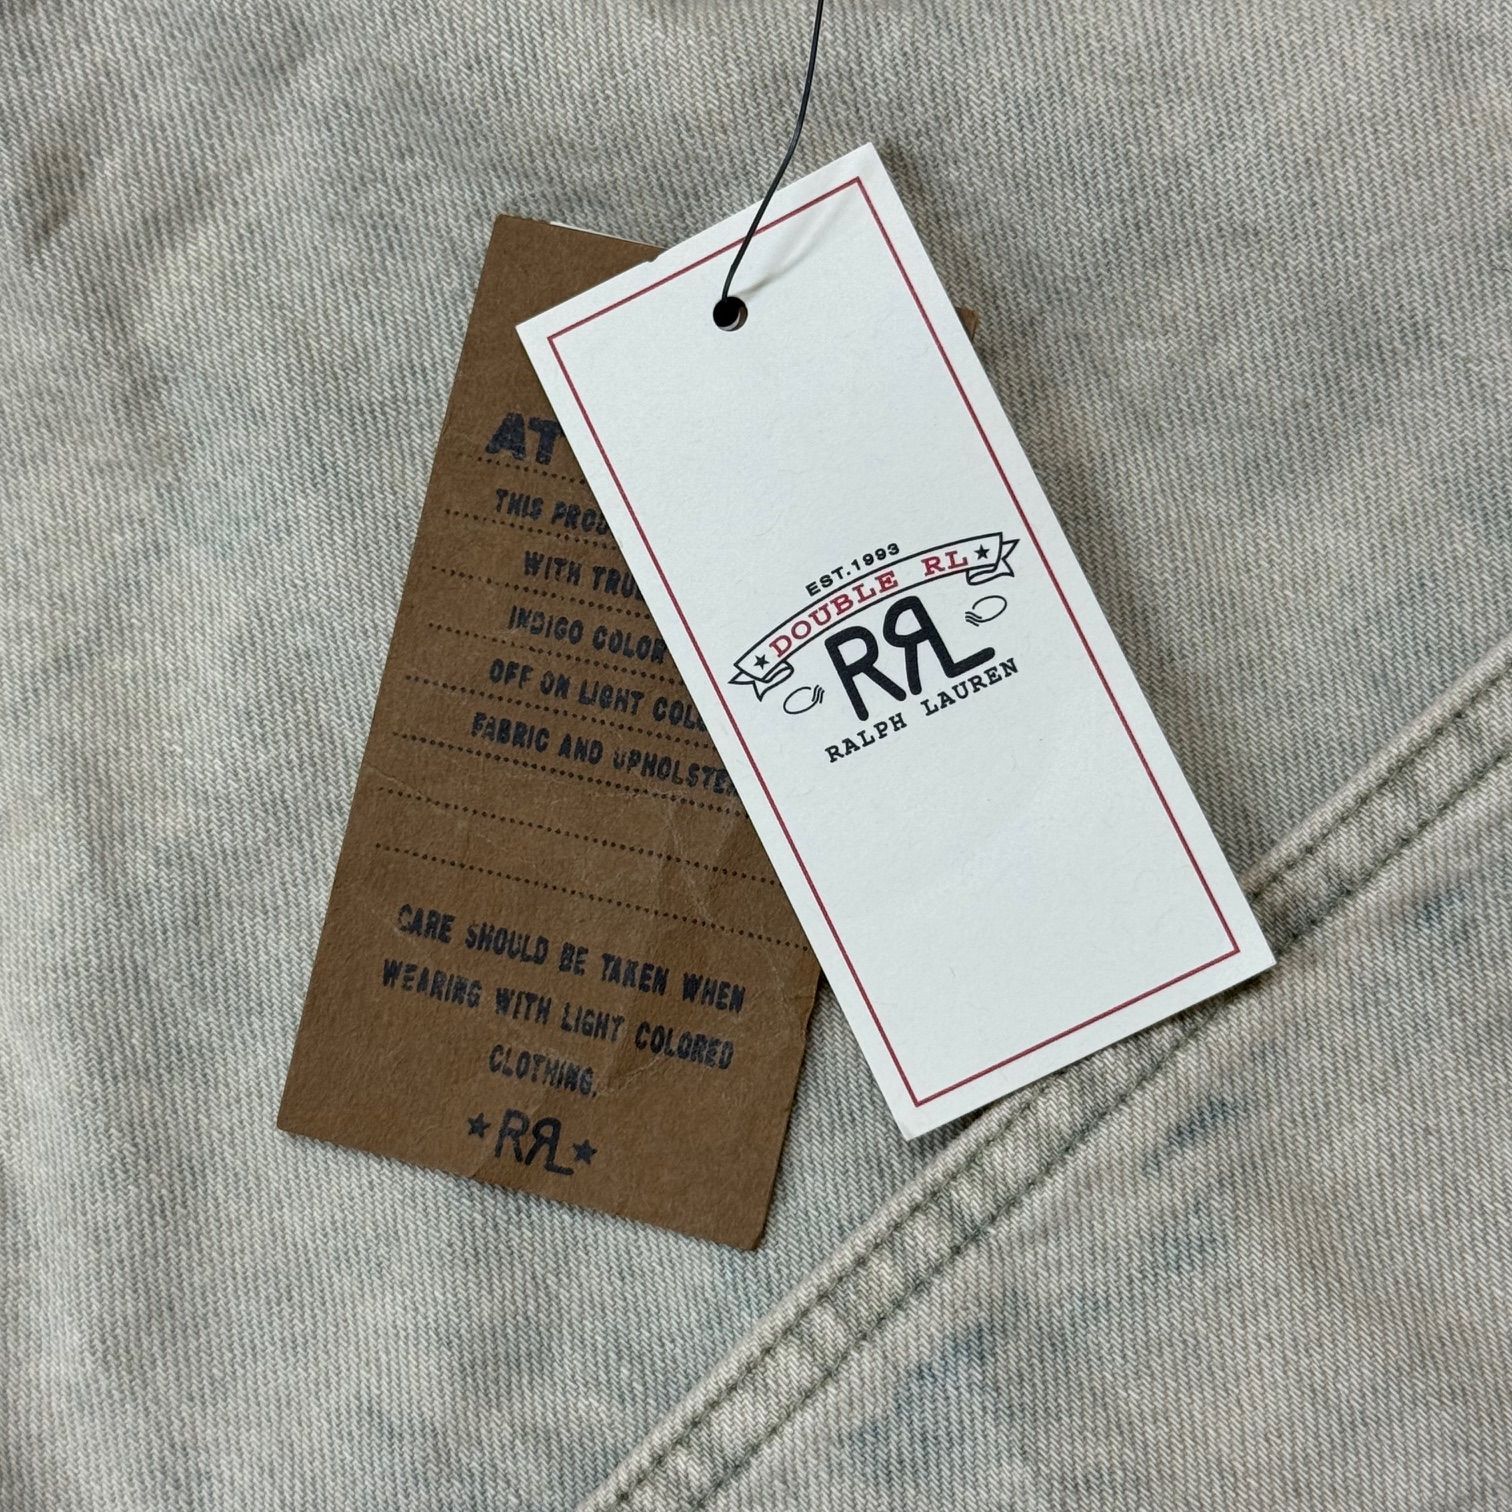 AT
THIS PROD
WITH TRU
INDIGO COLOR
OFF ON LIGHT COL
FABRIC AND UPHOLSTE
CARE SHOULD BE TAKEN WHEN
WEARING WITH LIGHT COLORED
CLOTHING.
RRL
EST.1993
DOUBLE RL
RRL
RALPH LAUREN